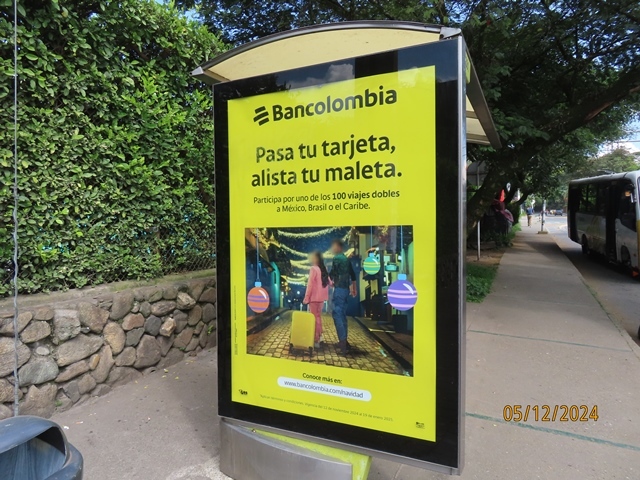 Bancolombia
Pasa tu tarjeta,
alista tu maleta.
Participa por uno de los 100 viajes dobles
a México, Brasil o el Caribe.
Conoce más en:
www.bancolombia.com/navidad
05/12/2024